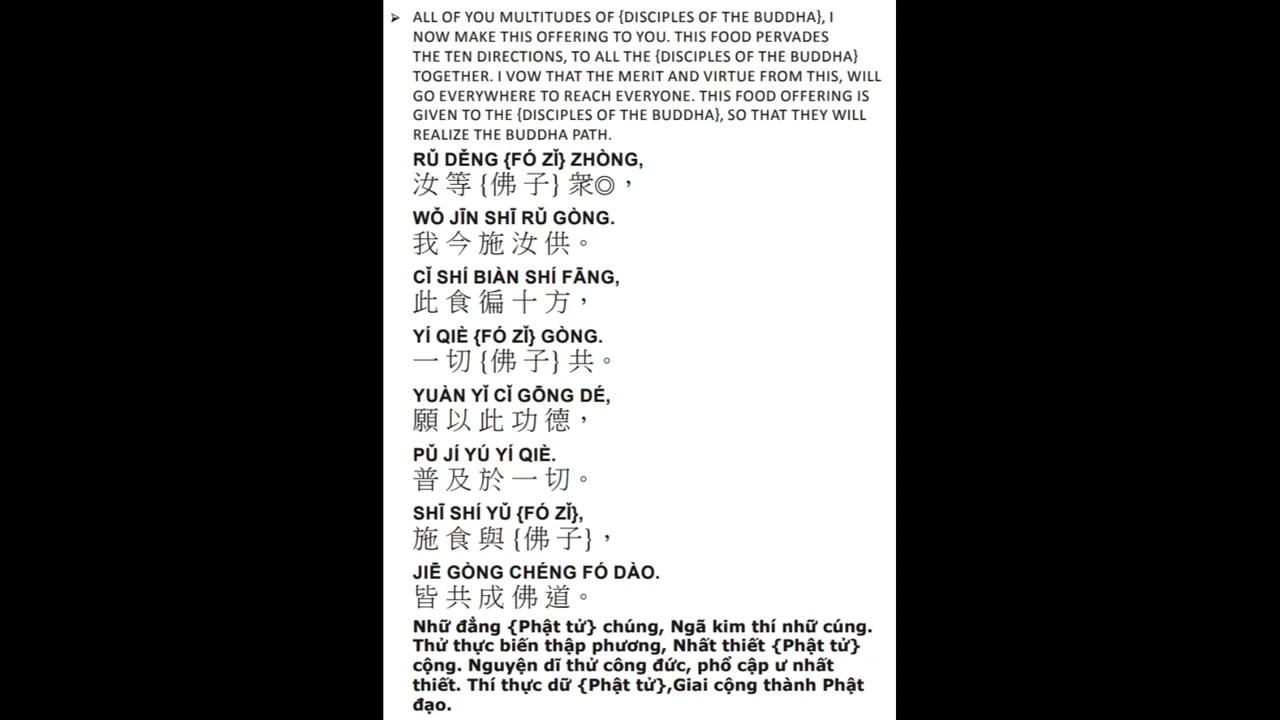 ➢ ALL OF YOU MULTITUDES OF {DISCIPLES OF THE BUDDHA}, I
NOW MAKE THIS OFFERING TO YOU. THIS FOOD PERVADES
THE TEN DIRECTIONS, TO ALL THE {DISCIPLES OF THE BUDDHA}
TOGETHER. I VOW THAT THE MERIT AND VIRTUE FROM THIS, WILL
GO EVERYWHERE TO REACH EVERYONE. THIS FOOD OFFERING IS
GIVEN TO THE {DISCIPLES OF THE BUDDHA}, SO THAT THEY WILL
REALIZE THE BUDDHA PATH.
RǓ DĚNG {FÓ ZǏ} ZHÒNG,
汝 等 {佛 子} 衆◎，
WǑ JĪN SHĪ RǓ GÒNG.
我 今 施 汝 供。
CǏ SHÍ BIÀN SHÍ FĀNG,
此 食 徧 十 方，
YÍ QIÈ {FÓ ZǏ} GÒNG.
一 切 {佛 子} 共。
YUÀN YǏ CǏ GŌNG DÉ,
願 以 此 功 德，
PǓ JÍ YÚ YÍ QIÈ.
普 及 於 一 切。
SHĪ SHÍ YǓ {FÓ ZǏ},
施 食 與 {佛 子}，
JIĒ GÒNG CHÉNG FÓ DÀO.
皆 共 成 佛 道。
Nhữ đẳng {Phật tử} chúng, Ngã kim thí nhữ cúng.
Thử thực biến thập phương, Nhất thiết {Phật tử}
cộng. Nguyện dĩ thử công đức, phổ cập ư nhất
thiết. Thí thực dữ {Phật tử},Giai cộng thành Phật
đạo.